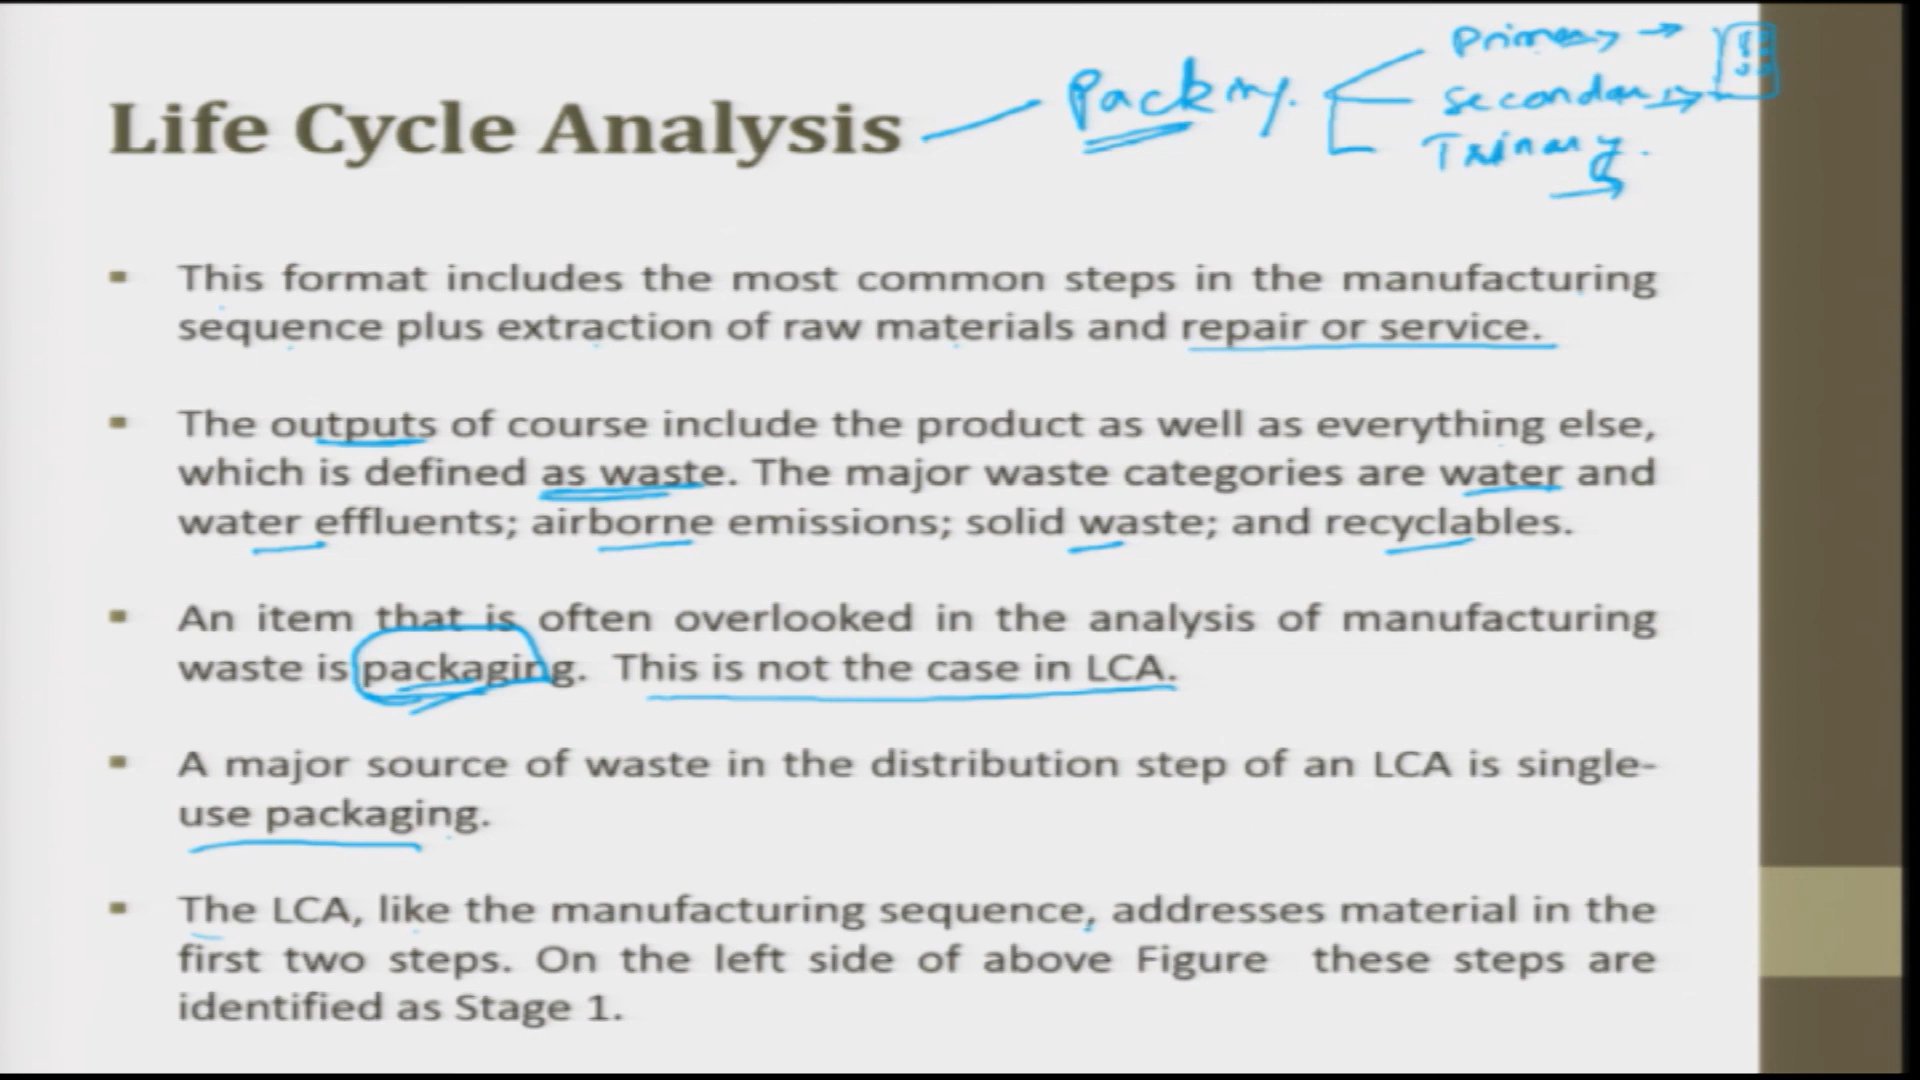 Life Cycle Analysis
Packing.
Primary
Secondary
Trinary.
▪ This format includes the most common steps in the manufacturing
sequence plus extraction of raw materials and repair or service.
▪ The outputs of course include the product as well as everything else,
which is defined as waste. The major waste categories are water and
water effluents; airborne emissions; solid waste; and recyclables.
▪ An item that is often overlooked in the analysis of manufacturing
waste is packaging. This is not the case in LCA.
▪ A major source of waste in the distribution step of an LCA is single-
use packaging.
▪ The LCA, like the manufacturing sequence, addresses material in the
first two steps. On the left side of above Figure these steps are
identified as Stage 1.